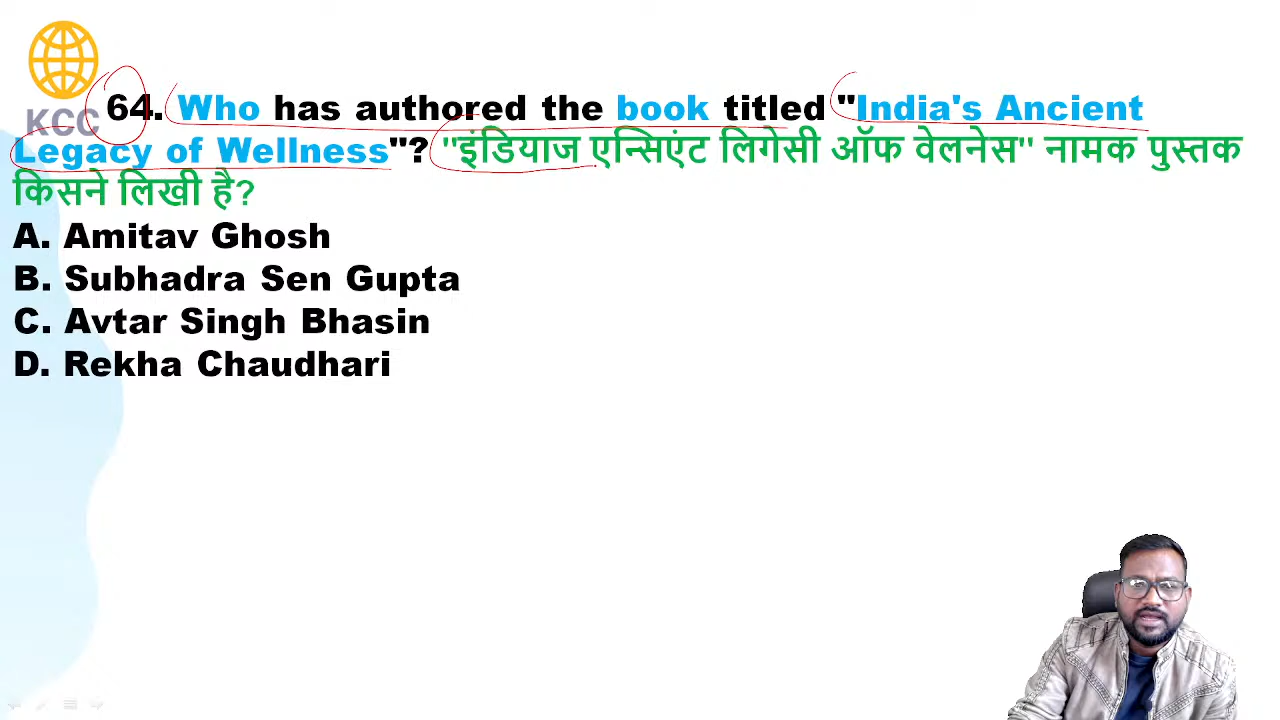 KCC
64. Who has authored the book titled "India's Ancient
Legacy of Wellness"? "इंडियाज एन्सिएंट लिगेसी ऑफ वेलनेस" नामक पुस्तक
किसने लिखी है?
A. Amitav Ghosh
B. Subhadra Sen Gupta
C. Avtar Singh Bhasin
D. Rekha Chaudhari